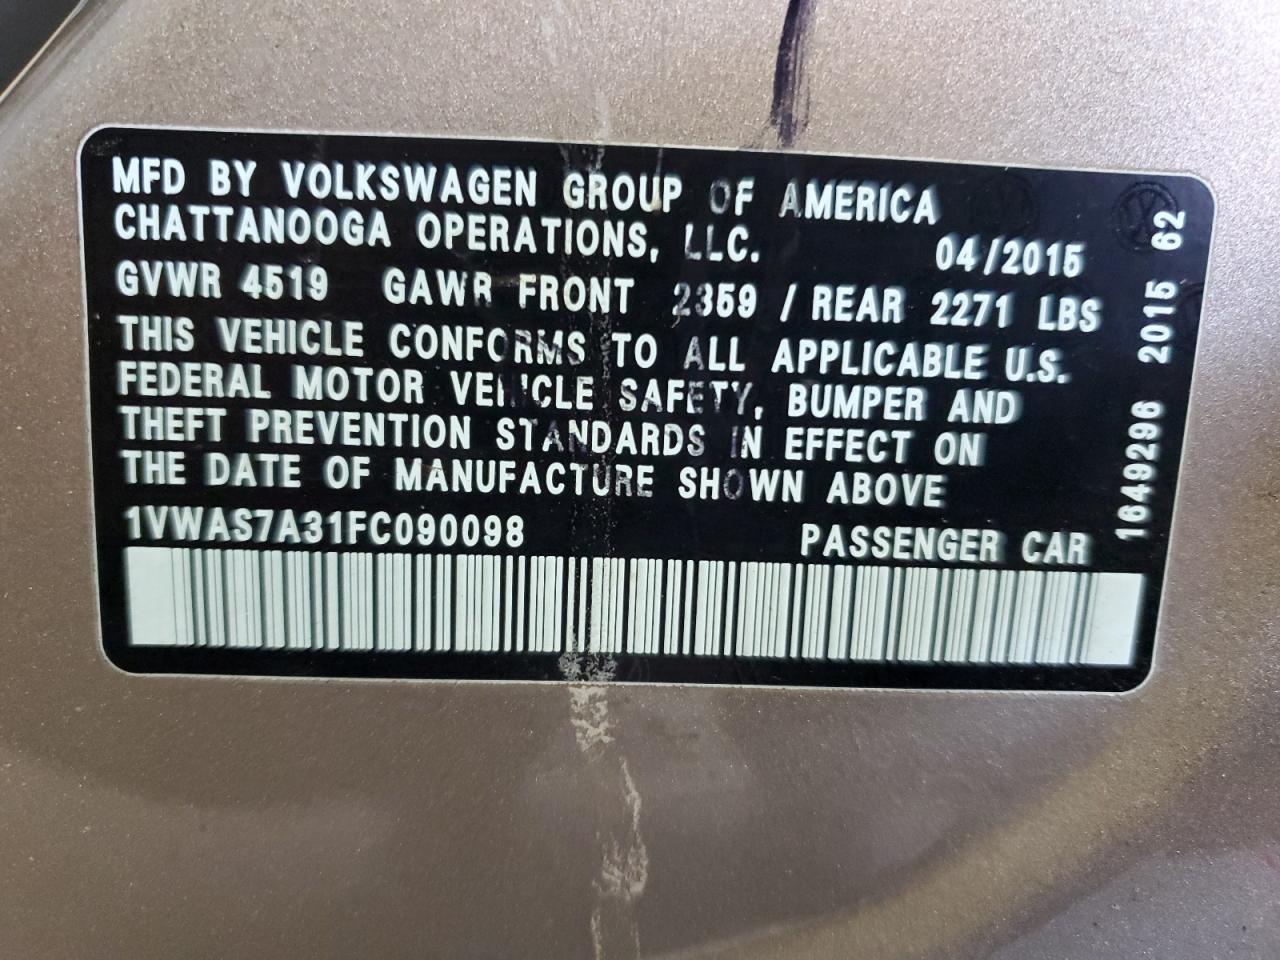 MFD BY VOLKSWAGEN GROUP OF AMERICA
CHATTANOOGA OPERATIONS, LLC. 04/2015
GVWR 4519 GAWR FRONT 2359 / REAR 2271 LBS
THIS VEHICLE CONFORMS TO ALL APPLICABLE U.S.
FEDERAL MOTOR VEHICLE SAFETY, BUMPER AND
THEFT PREVENTION STANDARDS IN EFFECT ON
THE DATE OF MANUFACTURE SHOWN ABOVE
1VWAS7A31FC090098 PASSENGER CAR
1649296 2015 62